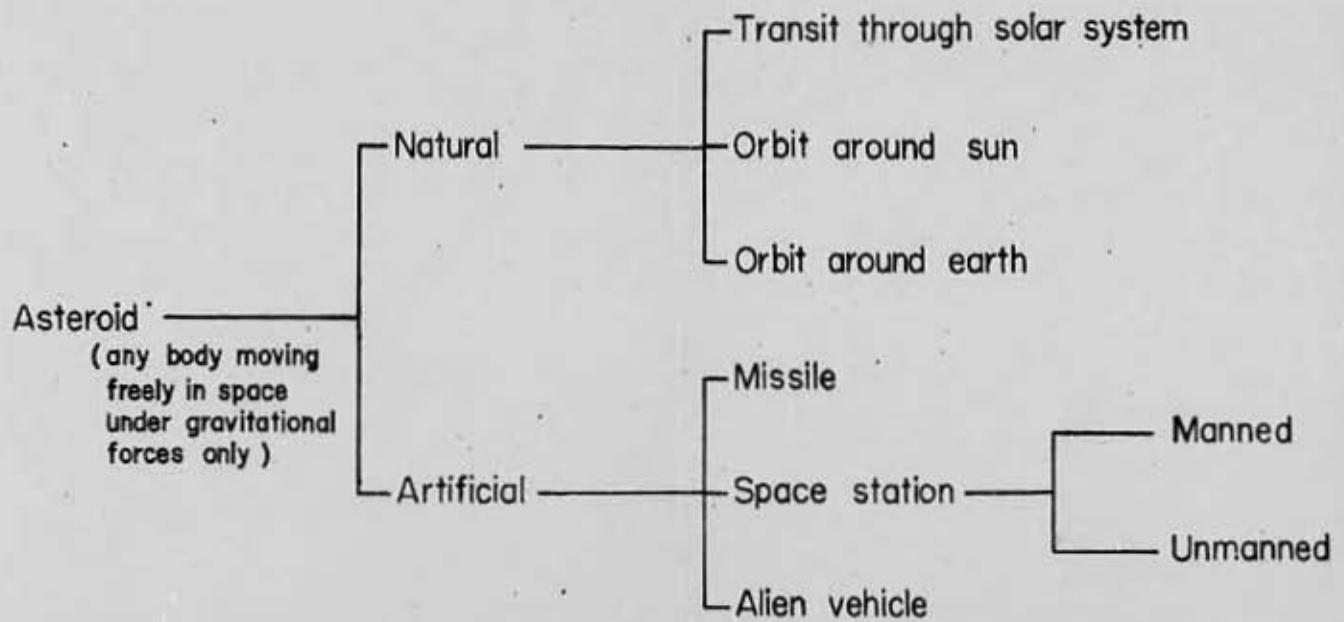 Transit through solar system
Natural
Orbit around sun
Orbit around earth
Asteroid
(any body moving
freely in space
under gravitational
forces only)
Missile
Manned
Artificial
Space station
Unmanned
Alien vehicle